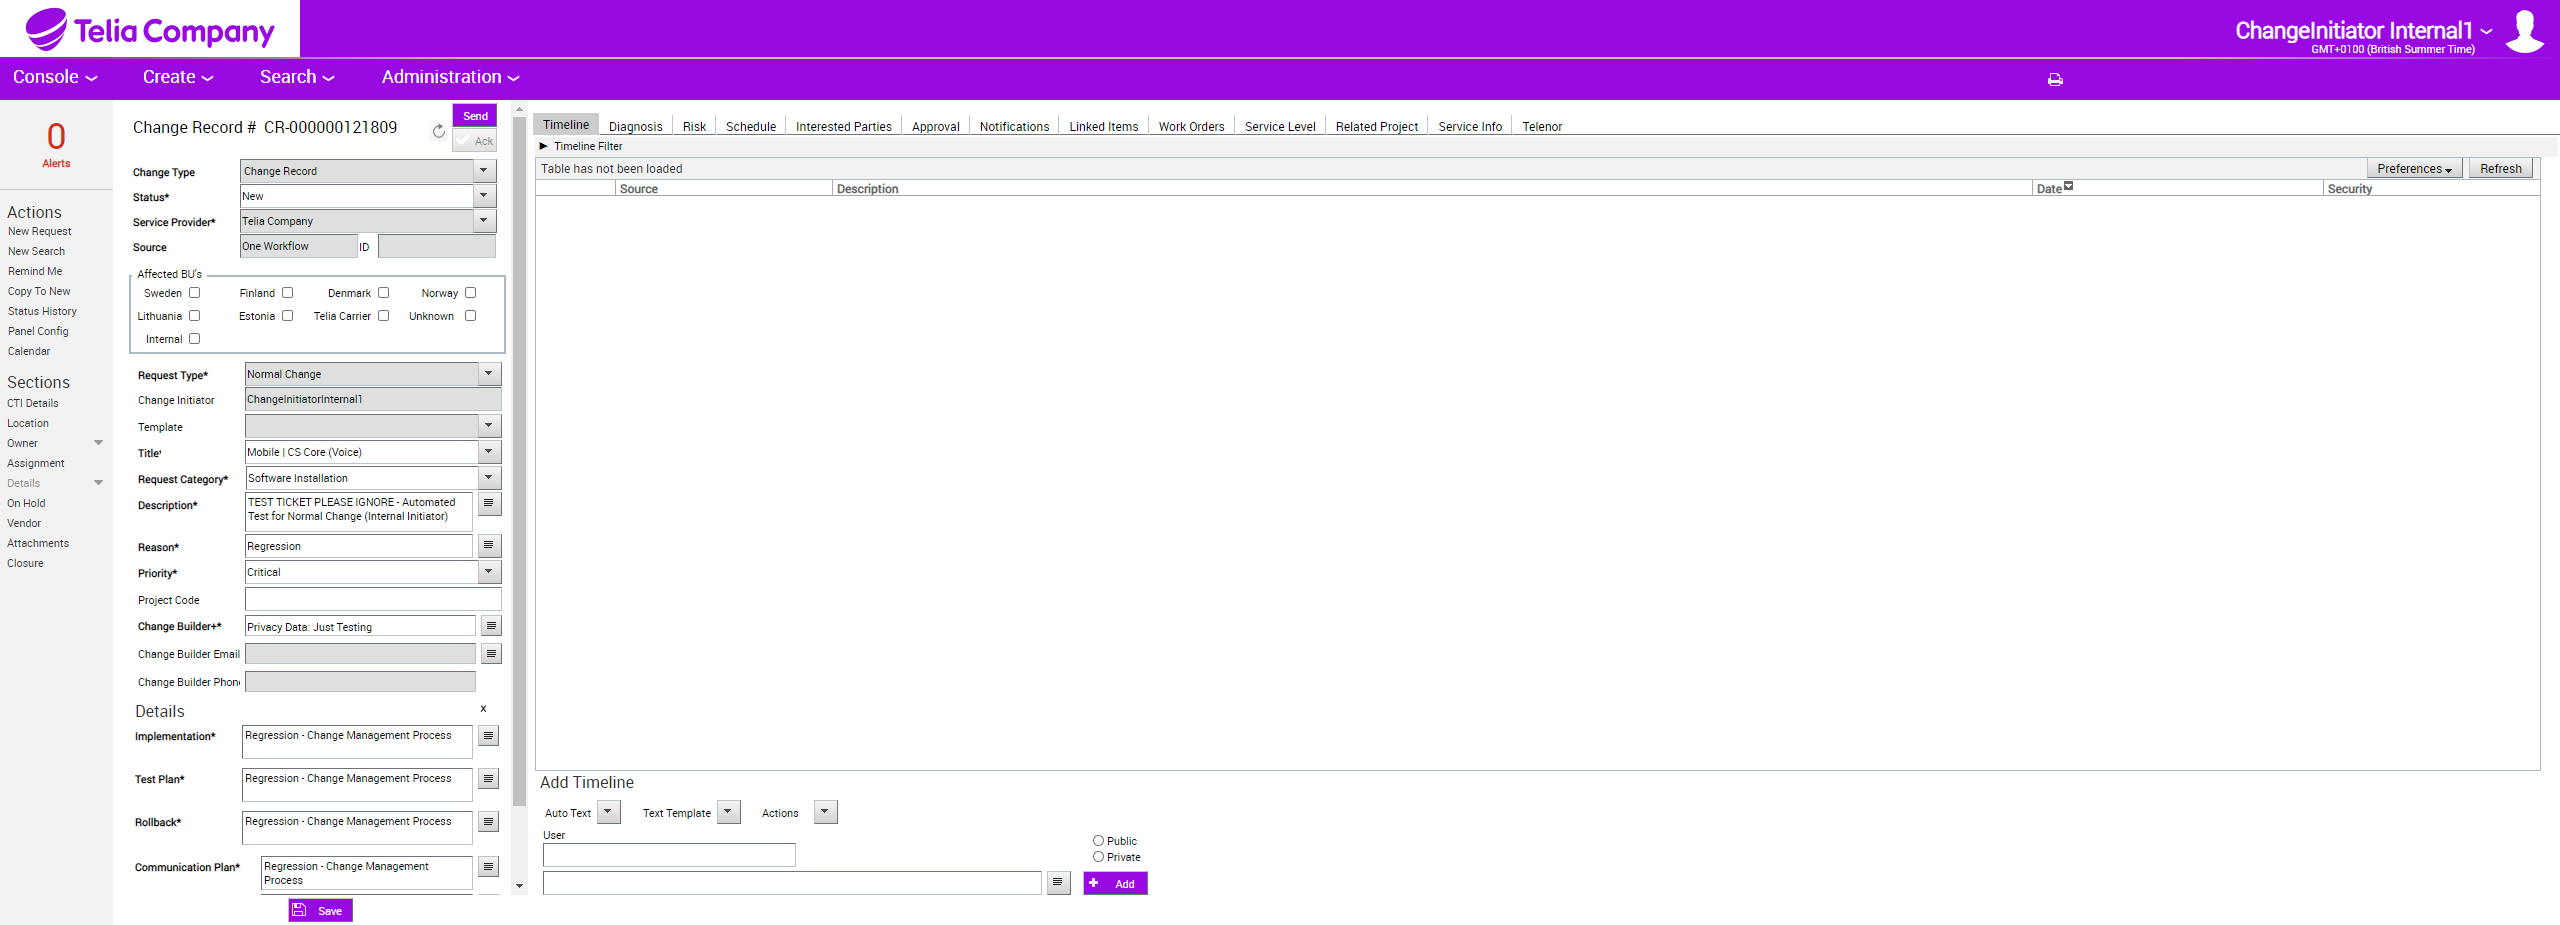 Telia Company
ChangeInitiator Internal1
GMT+0100 (British Summer Time)
Console
Create
Search
Administration
0
Alerts
Actions
New Request
New Search
Remind Me
Copy To New
Status History
Panel Config
Calendar
Sections
CTI Details
Location
Owner
Assignment
Details
On Hold
Vendor
Attachments
Closure
Change Record # CR-000000121809
Send
Ack
Change Type Change Record
Status* New
Service Provider* Telia Company
Source One Workflow ID
Affected BU's
Sweden Finland Denmark Norway
Lithuania Estonia Telia Carrier Unknown
Internal
Request Type* Normal Change
Change Initiator ChangeInitiatorInternal1
Template
Title* Mobile | CS Core (Voice)
Request Category* Software Installation
Description* TEST TICKET PLEASE IGNORE - Automated
Test for Normal Change (Internal Initiator)
Reason* Regression
Priority* Critical
Project Code
Change Builder+* Privacy Data: Just Testing
Change Builder Email
Change Builder Phon
Details x
Implementation* Regression - Change Management Process
Test Plan* Regression - Change Management Process
Rollback* Regression - Change Management Process
Communication Plan* Regression - Change Management
Process
Save
Timeline Diagnosis Risk Schedule Interested Parties Approval Notifications Linked Items Work Orders Service Level Related Project Service Info Telenor
Timeline Filter
Table has not been loaded Preferences Refresh
Source Description Date Security
Add Timeline
Auto Text Text Template Actions
User
Public
Private
Add